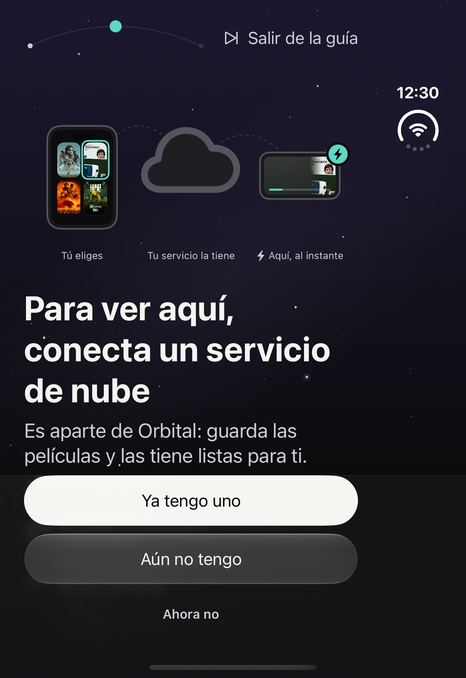 Salir de la guía
12:30
Tú eliges
Tu servicio la tiene
Aquí, al instante
Para ver aquí,
conecta un servicio
de nube
Es aparte de Orbital: guarda las
películas y las tiene listas para ti.
Ya tengo uno
Aún no tengo
Ahora no